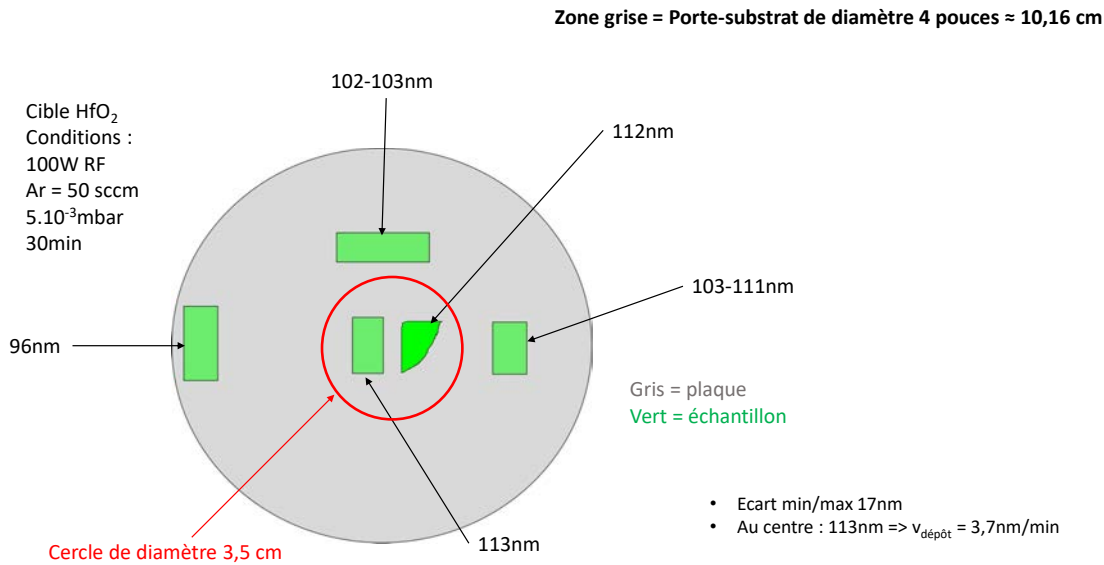 Zone grise = Porte-substrat de diamètre 4 pouces ≈ 10,16 cm
102-103nm
Cible HfO₂
Conditions :
100W RF
Ar = 50 sccm
5.10⁻³mbar
30min
112nm
103-111nm
96nm
Gris = plaque
Vert = échantillon
• Ecart min/max 17nm
• Au centre : 113nm => v_dépôt = 3,7nm/min
113nm
Cercle de diamètre 3,5 cm